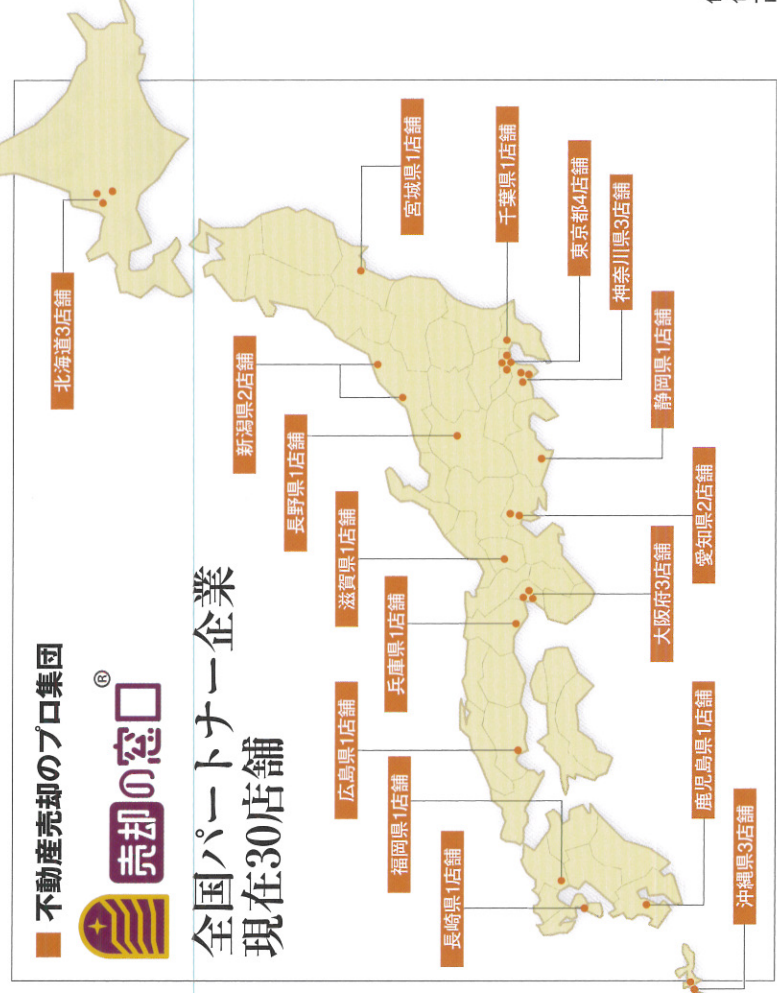 不動産売却のプロ集団
売却の窓口®
全国パートナー企業
現在30店舗
北海道3店舗
宮城県1店舗
新潟県2店舗
千葉県1店舗
東京都4店舗
神奈川県3店舗
長野県1店舗
静岡県1店舗
滋賀県1店舗
愛知県2店舗
兵庫県1店舗
大阪府3店舗
広島県1店舗
福岡県1店舗
長崎県1店舗
鹿児島県1店舗
沖縄県3店舗